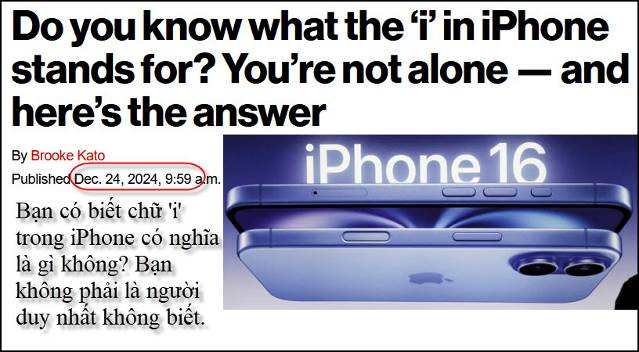 Do you know what the ‘i’ in iPhone
stands for? You’re not alone — and
here’s the answer
By Brooke Kato
Published Dec. 24, 2024, 9:59 a.m.
iPhone 16
Bạn có biết chữ 'i'
trong iPhone có nghĩa
là gì không? Bạn
không phải là người
duy nhất không biết.